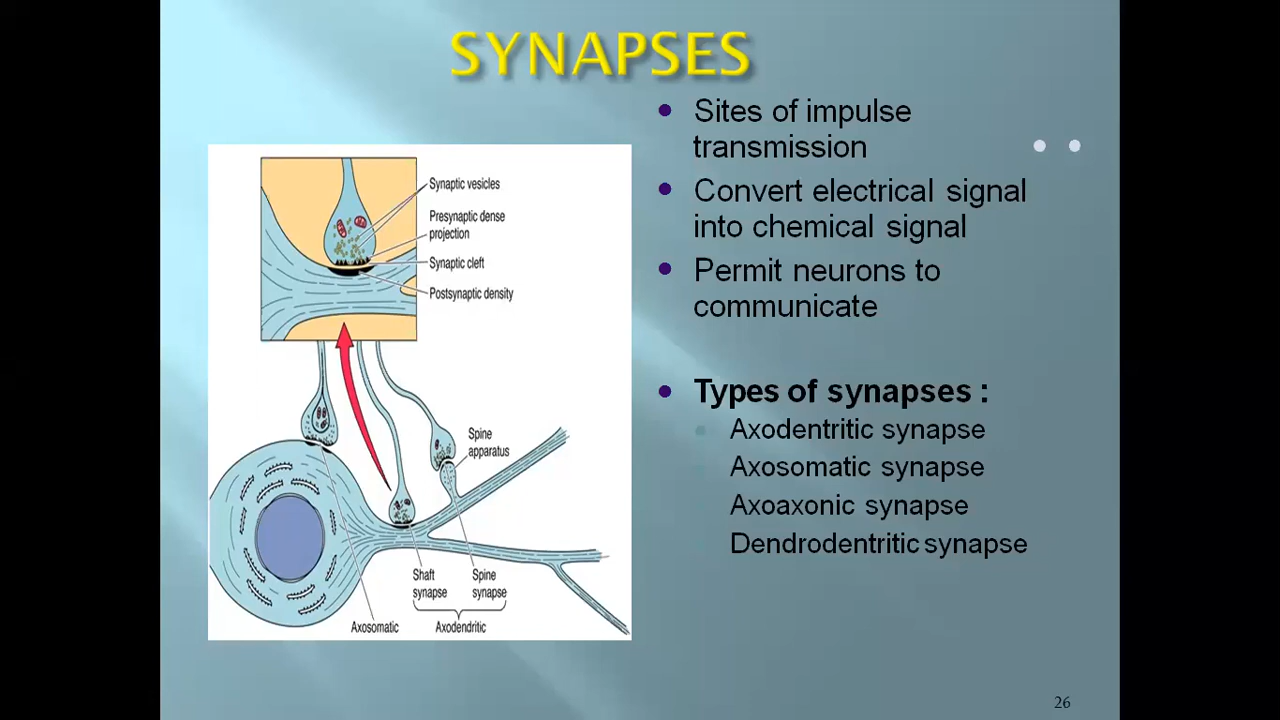 SYNAPSES
Sites of impulse
transmission
Convert electrical signal
into chemical signal
Permit neurons to
communicate
Types of synapses :
Axodentritic synapse
Axosomatic synapse
Axoaxonic synapse
Dendrodentritic synapse
Synaptic vesicles
Presynaptic dense
projection
Synaptic cleft
Postsynaptic density
Spine
apparatus
Shaft
synapse
Spine
synapse
Axosomatic
Axodendritic
26